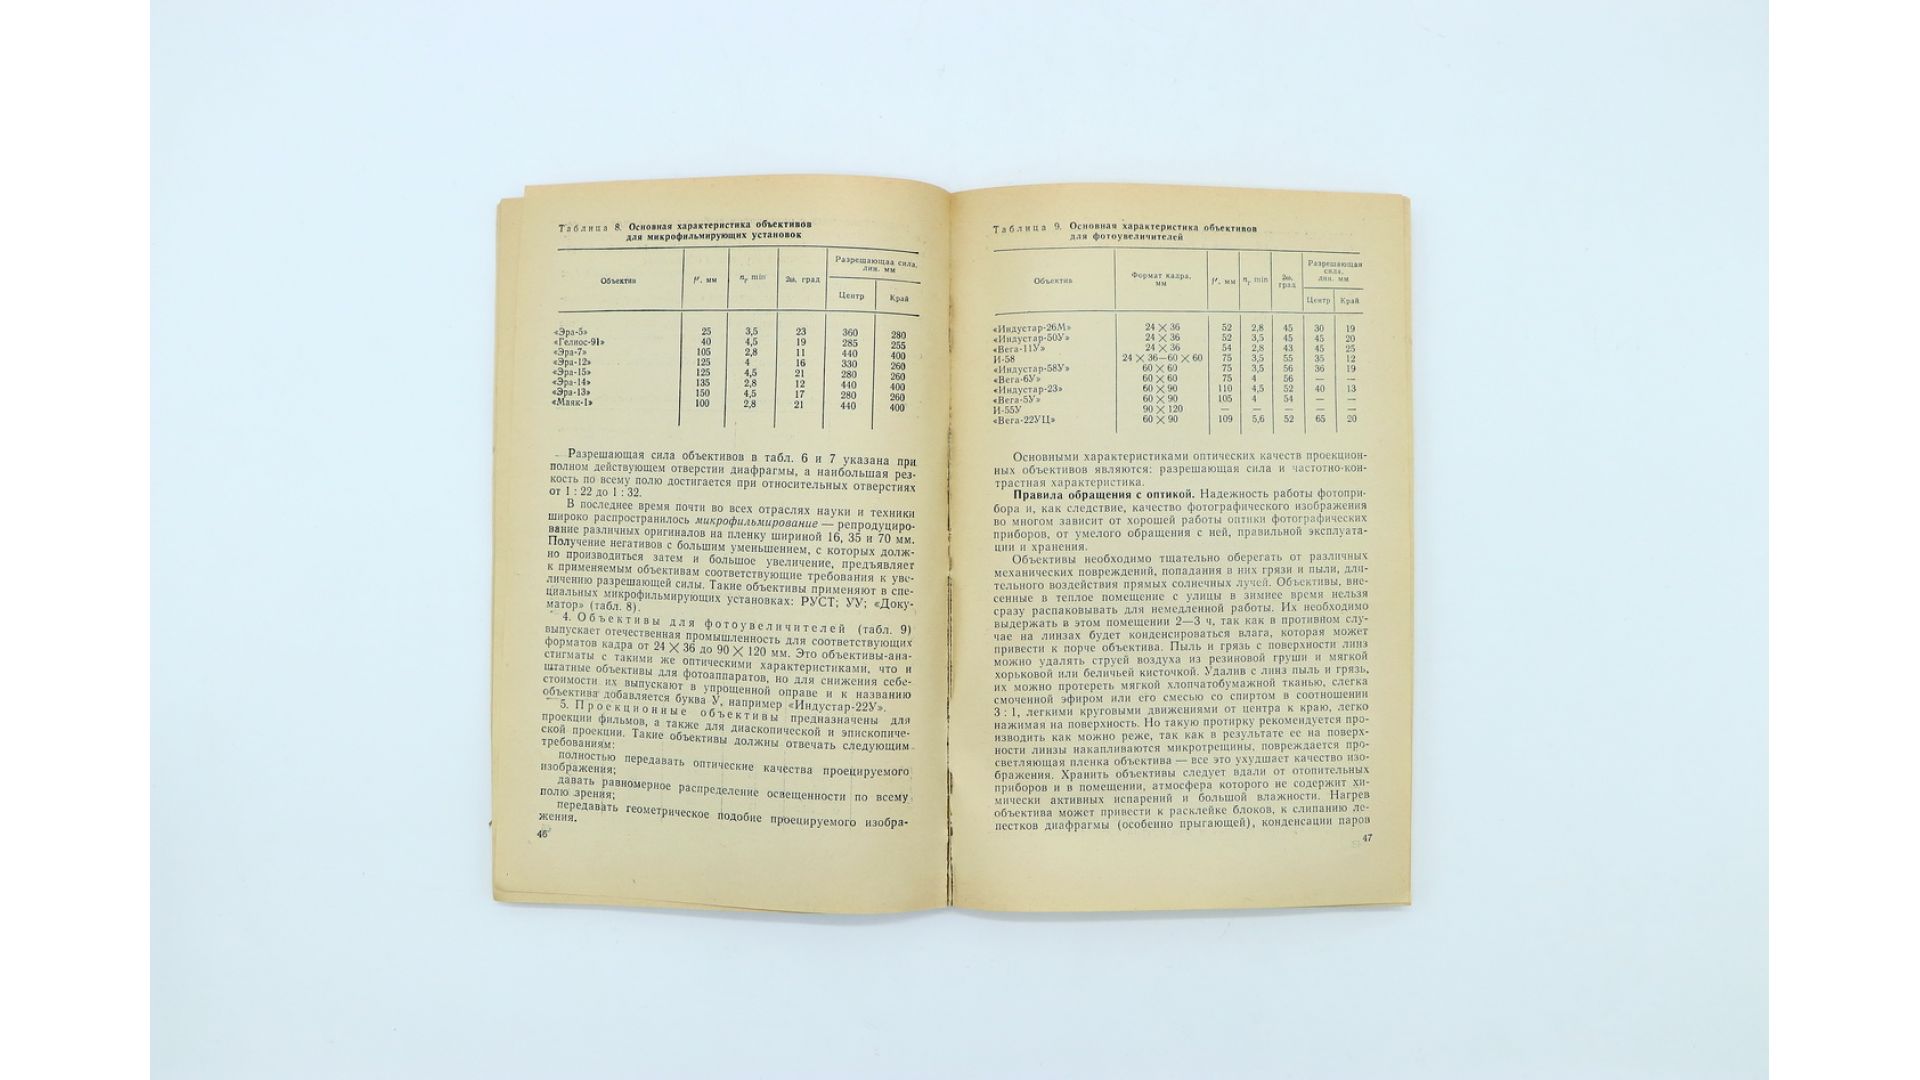 Таблица 8. Основная характеристика объективов
для микрофильмирующих установок
Объектив f′, мм nr min 2ω, град Разрешающая сила, лин. мм
Центр Край
«Эра-5» 25 3,5 23 360 280
«Гелиос-91» 40 4,5 19 285 255
«Эра-7» 105 2,8 11 440 400
«Эра-12» 125 4 16 330 260
«Эра-15» 125 4,5 21 280 260
«Эра-14» 135 2,8 12 440 400
«Эра-13» 150 4,5 17 280 260
«Маяк-1» 100 2,8 21 440 400
Разрешающая сила объективов в табл. 6 и 7 указана при
полном действующем отверстии диафрагмы, а наибольшая рез-
кость по всему полю достигается при относительных отверстиях
от 1 : 22 до 1 : 32.
В последнее время почти во всех отраслях науки и техники
широко распространилось микрофильмирование — репродуциро-
вание различных оригиналов на пленку шириной 16, 35 и 70 мм.
Получение негативов с большим уменьшением, с которых долж-
но производиться затем и большое увеличение, предъявляет
к применяемым объективам соответствующие требования к уве-
личению разрешающей силы. Такие объективы применяют в спе-
циальных микрофильмирующих установках: РУСТ; УУ; «Доку-
матор» (табл. 8).
4. Объективы для фотоувеличителей (табл. 9)
выпускает отечественная промышленность для соответствующих
форматов кадра от 24 × 36 до 90 × 120 мм. Это объективы-ана-
стигматы с такими же оптическими характеристиками, что и
штатные объективы для фотоаппаратов, но для снижения себе-
стоимости их выпускают в упрощенной оправе и к названию
объектива добавляется буква У, например «Индустар-22У».
5. Проекционные объективы предназначены для
проекции фильмов, а также для диаскопической и эпископиче-
ской проекции. Такие объективы должны отвечать следующим
требованиям:
полностью передавать оптические качества проецируемого
изображения;
давать равномерное распределение освещенности по всему
полю зрения;
передавать геометрическое подобие проецируемого изобра-
жения.
46
Таблица 9. Основная характеристика объективов
для фотоувеличителей
Объектив Формат кадра, мм f′, мм nr min 2ω, град Разрешающая сила, лин. мм
Центр Край
«Индустар-26М» 24 × 36 52 2,8 45 30 19
«Индустар-50У» 24 × 36 52 3,5 45 45 20
«Вега-11У» 24 × 36 54 2,8 43 45 25
И-58 24 × 36—60 × 60 75 3,5 55 35 12
«Индустар-58У» 60 × 60 75 3,5 56 36 19
«Вега-6У» 60 × 60 75 4 56 — —
«Индустар-23» 60 × 90 110 4,5 52 40 13
«Вега-5У» 60 × 90 105 4 54 — —
И-55У 90 × 120 — — — — —
«Вега-22УЦ» 60 × 90 109 5,6 52 65 20
Основными характеристиками оптических качеств проекцион-
ных объективов являются: разрешающая сила и частотно-кон-
трастная характеристика.
Правила обращения с оптикой. Надежность работы фотопри-
бора и, как следствие, качество фотографического изображения
во многом зависит от хорошей работы оптики фотографических
приборов, от умелого обращения с ней, правильной эксплуата-
ции и хранения.
Объективы необходимо тщательно оберегать от различных
механических повреждений, попадания в них грязи и пыли, дли-
тельного воздействия прямых солнечных лучей. Объективы, вне-
сенные в теплое помещение с улицы в зимнее время нельзя
сразу распаковывать для немедленной работы. Их необходимо
выдержать в этом помещении 2—3 ч, так как в противном слу-
чае на линзах будет конденсироваться влага, которая может
привести к порче объектива. Пыль и грязь с поверхности линз
можно удалять струей воздуха из резиновой груши и мягкой
хорьковой или беличьей кисточкой. Удалив с линз пыль и грязь,
их можно протереть мягкой хлопчатобумажной тканью, слегка
смоченной эфиром или его смесью со спиртом в соотношении
3 : 1, легкими круговыми движениями от центра к краю, легко
нажимая на поверхность. Но такую протирку рекомендуется про-
изводить как можно реже, так как в результате ее на поверх-
ности линзы накапливаются микротрещины, повреждается про-
светляющая пленка объектива — все это ухудшает качество изо-
бражения. Хранить объективы следует вдали от отопительных
приборов и в помещении, атмосфера которого не содержит хи-
мически активных испарений и большой влажности. Нагрев
объектива может привести к расклейке блоков, к слипанию ле-
пестков диафрагмы (особенно прыгающей), конденсации паров
47